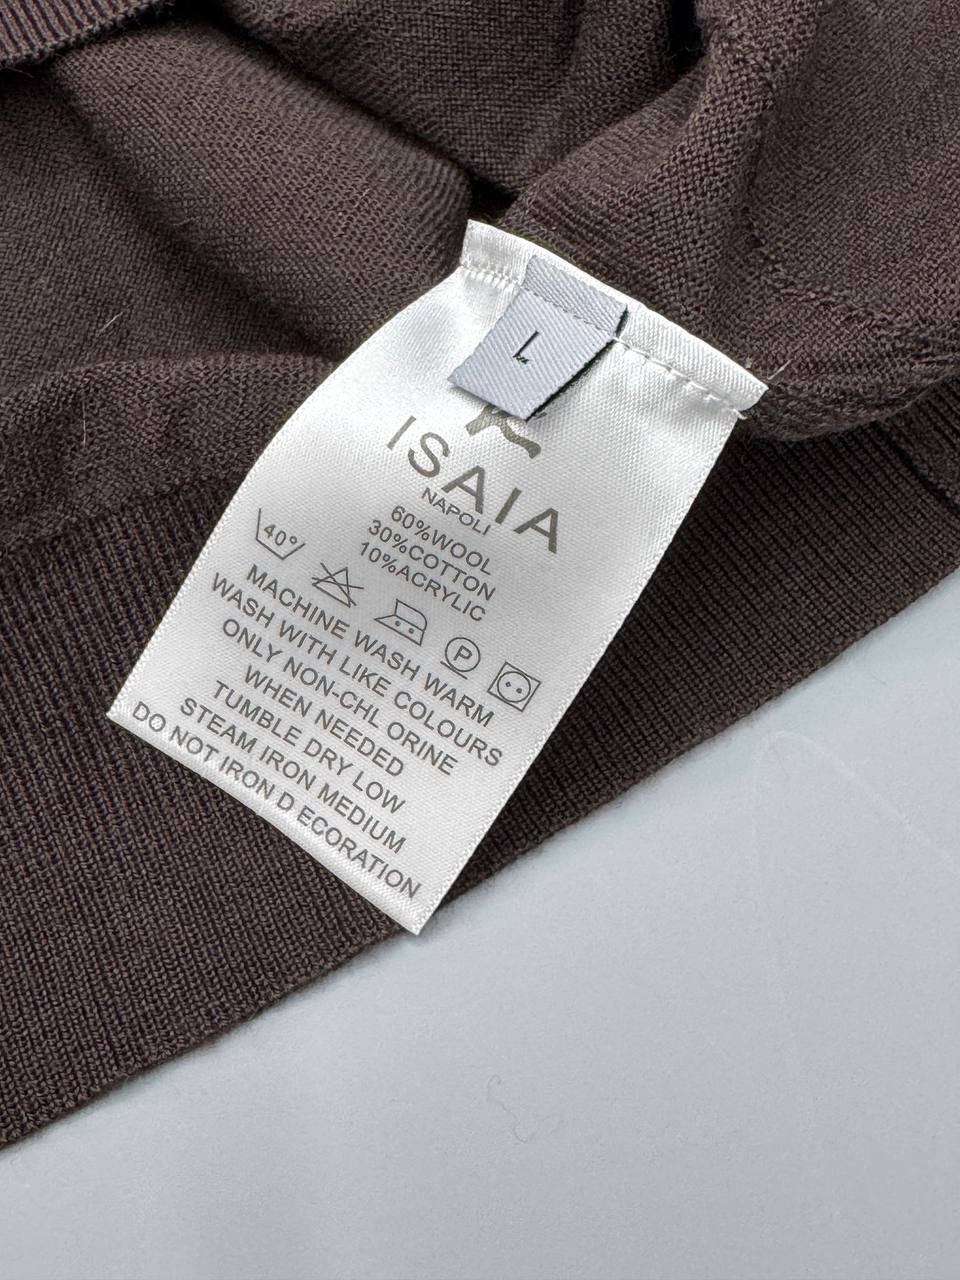 L
ISAIA
NAPOLI
60%WOOL
30%COTTON
10%ACRYLIC
40°
P
MACHINE WASH WARM
WASH WITH LIKE COLOURS
ONLY NON-CHL ORINE
WHEN NEEDED
TUMBLE DRY LOW
STEAM IRON MEDIUM
DO NOT IRON D ECORATION